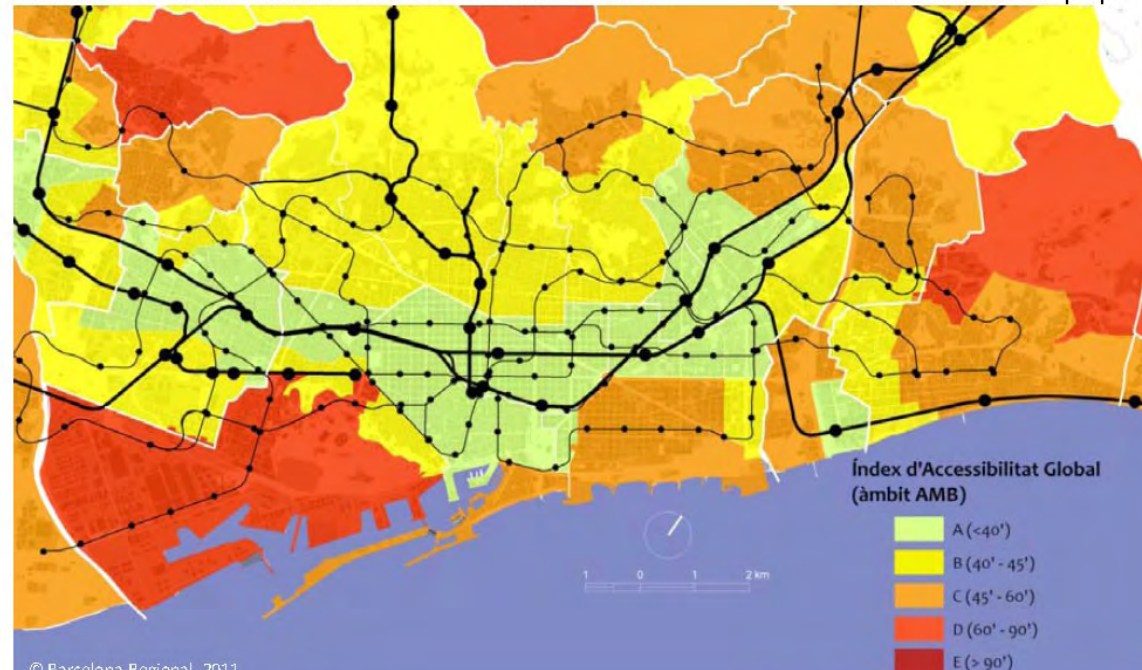 Índex d'Accessibilitat Global
(àmbit AMB)
A (<40')
B (40' - 45')
C (45' - 60')
D (60' - 90')
E (> 90')
1 0 1 2 km
© Barcelona Regional, 2011